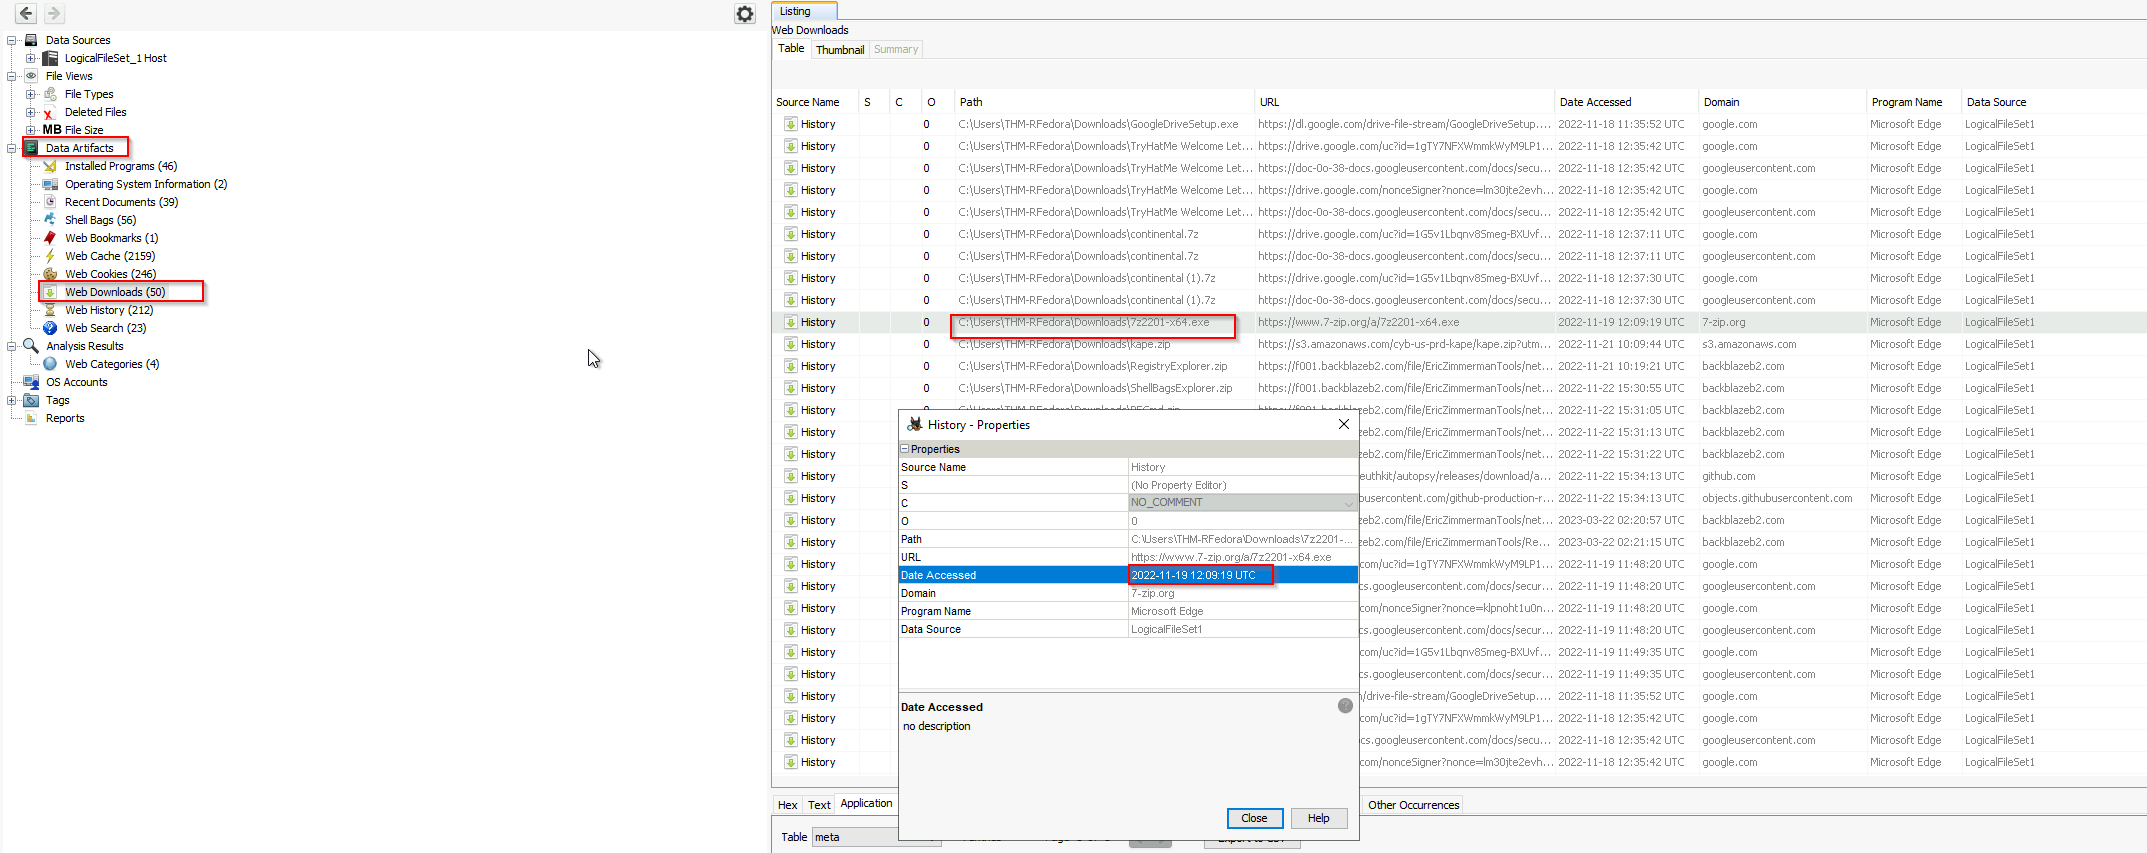 Data Sources
LogicalFileSet_1 Host
File Views
File Types
Deleted Files
MB File Size
Data Artifacts
Installed Programs (46)
Operating System Information (2)
Recent Documents (39)
Shell Bags (56)
Web Bookmarks (1)
Web Cache (2159)
Web Cookies (246)
Web Downloads (50)
Web History (212)
Web Search (23)
Analysis Results
Web Categories (4)
OS Accounts
Tags
Reports
Listing
Web Downloads
Table Thumbnail Summary
Source Name S C O Path URL Date Accessed Domain Program Name Data Source
History 0 C:\Users\THM-RFedora\Downloads\GoogleDriveSetup.exe https://dl.google.com/drive-file-stream/GoogleDriveSetup.... 2022-11-18 11:35:52 UTC google.com Microsoft Edge LogicalFileSet1
History 0 C:\Users\THM-RFedora\Downloads\TryHatMe Welcome Let... https://drive.google.com/uc?id=1gTY7NFXWmmkWyM9LP1... 2022-11-18 12:35:42 UTC google.com Microsoft Edge LogicalFileSet1
History 0 C:\Users\THM-RFedora\Downloads\TryHatMe Welcome Let... https://doc-0o-38-docs.googleusercontent.com/docs/secu... 2022-11-18 12:35:42 UTC googleusercontent.com Microsoft Edge LogicalFileSet1
History 0 C:\Users\THM-RFedora\Downloads\TryHatMe Welcome Let... https://drive.google.com/nonceSigner?nonce=lm30jte2evh... 2022-11-18 12:35:42 UTC google.com Microsoft Edge LogicalFileSet1
History 0 C:\Users\THM-RFedora\Downloads\TryHatMe Welcome Let... https://doc-0o-38-docs.googleusercontent.com/docs/secu... 2022-11-18 12:35:42 UTC googleusercontent.com Microsoft Edge LogicalFileSet1
History 0 C:\Users\THM-RFedora\Downloads\continental.7z https://drive.google.com/uc?id=1G5v1Lbqnv8Smeg-BXUvf... 2022-11-18 12:37:11 UTC google.com Microsoft Edge LogicalFileSet1
History 0 C:\Users\THM-RFedora\Downloads\continental.7z https://doc-0o-38-docs.googleusercontent.com/docs/secu... 2022-11-18 12:37:11 UTC googleusercontent.com Microsoft Edge LogicalFileSet1
History 0 C:\Users\THM-RFedora\Downloads\continental (1).7z https://drive.google.com/uc?id=1G5v1Lbqnv8Smeg-BXUvf... 2022-11-18 12:37:30 UTC google.com Microsoft Edge LogicalFileSet1
History 0 C:\Users\THM-RFedora\Downloads\continental (1).7z https://doc-0o-38-docs.googleusercontent.com/docs/secu... 2022-11-18 12:37:30 UTC googleusercontent.com Microsoft Edge LogicalFileSet1
History 0 C:\Users\THM-RFedora\Downloads\7z2201-x64.exe https://www.7-zip.org/a/7z2201-x64.exe 2022-11-19 12:09:19 UTC 7-zip.org Microsoft Edge LogicalFileSet1
History 0 C:\Users\THM-RFedora\Downloads\kape.zip https://s3.amazonaws.com/cyb-us-prd-kape/kape.zip?utm... 2022-11-21 10:09:44 UTC s3.amazonaws.com Microsoft Edge LogicalFileSet1
History 0 C:\Users\THM-RFedora\Downloads\RegistryExplorer.zip https://f001.backblazeb2.com/file/EricZimmermanTools/net... 2022-11-21 10:19:21 UTC backblazeb2.com Microsoft Edge LogicalFileSet1
History 0 C:\Users\THM-RFedora\Downloads\ShellBagsExplorer.zip https://f001.backblazeb2.com/file/EricZimmermanTools/net... 2022-11-22 15:30:55 UTC backblazeb2.com Microsoft Edge LogicalFileSet1
History 0 C:\Users\THM-RFedora\Downloads\PECmd.zip https://f001.backblazeb2.com/file/EricZimmermanTools/net... 2022-11-22 15:31:05 UTC backblazeb2.com Microsoft Edge LogicalFileSet1
History eb2.com/file/EricZimmermanTools/net... 2022-11-22 15:31:13 UTC backblazeb2.com Microsoft Edge LogicalFileSet1
History eb2.com/file/EricZimmermanTools/net... 2022-11-22 15:31:22 UTC backblazeb2.com Microsoft Edge LogicalFileSet1
History euthkit/autopsy/releases/download/a... 2022-11-22 15:34:13 UTC github.com Microsoft Edge LogicalFileSet1
History busercontent.com/github-production-r... 2022-11-22 15:34:13 UTC objects.githubusercontent.com Microsoft Edge LogicalFileSet1
History eb2.com/file/EricZimmermanTools/net... 2023-03-22 02:20:57 UTC backblazeb2.com Microsoft Edge LogicalFileSet1
History eb2.com/file/EricZimmermanTools/Re... 2023-03-22 02:21:15 UTC backblazeb2.com Microsoft Edge LogicalFileSet1
History com/uc?id=1gTY7NFXWmmkWyM9LP1... 2022-11-19 11:48:20 UTC google.com Microsoft Edge LogicalFileSet1
History cs.googleusercontent.com/docs/secur... 2022-11-19 11:48:20 UTC googleusercontent.com Microsoft Edge LogicalFileSet1
History com/nonceSigner?nonce=klpnoht1u0n... 2022-11-19 11:48:20 UTC google.com Microsoft Edge LogicalFileSet1
History cs.googleusercontent.com/docs/secur... 2022-11-19 11:48:20 UTC googleusercontent.com Microsoft Edge LogicalFileSet1
History com/uc?id=1G5v1Lbqnv8Smeg-BXUvf... 2022-11-19 11:49:35 UTC google.com Microsoft Edge LogicalFileSet1
History cs.googleusercontent.com/docs/secur... 2022-11-19 11:49:35 UTC googleusercontent.com Microsoft Edge LogicalFileSet1
History /drive-file-stream/GoogleDriveSetup.... 2022-11-18 11:35:52 UTC google.com Microsoft Edge LogicalFileSet1
History com/uc?id=1gTY7NFXWmmkWyM9LP1... 2022-11-18 12:35:42 UTC google.com Microsoft Edge LogicalFileSet1
History cs.googleusercontent.com/docs/secu... 2022-11-18 12:35:42 UTC googleusercontent.com Microsoft Edge LogicalFileSet1
History com/nonceSigner?nonce=lm30jte2evh... 2022-11-18 12:35:42 UTC google.com Microsoft Edge LogicalFileSet1
History - Properties
Properties
Source Name History
S (No Property Editor)
C NO_COMMENT
O 0
Path C:\Users\THM-RFedora\Downloads\7z2201-...
URL https://www.7-zip.org/a/7z2201-x64.exe
Date Accessed 2022-11-19 12:09:19 UTC
Domain 7-zip.org
Program Name Microsoft Edge
Data Source LogicalFileSet1
Date Accessed
no description
Close Help
Hex Text Application Other Occurrences
Table meta